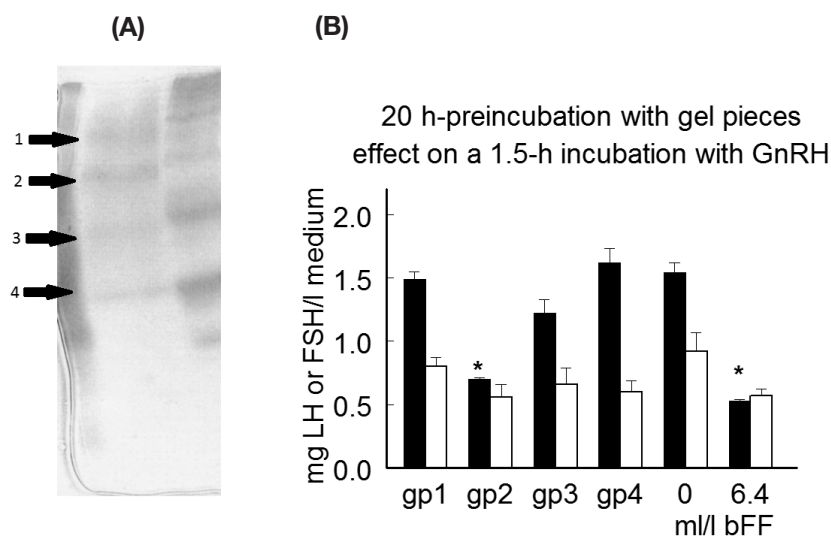 (A)
(B)
1
2
3
4
20 h-preincubation with gel pieces
effect on a 1.5-h incubation with GnRH
mg LH or FSH/l medium
2.0
1.5
1.0
0.5
0.0
*
*
gp1 gp2 gp3 gp4 0 6.4
ml/l bFF